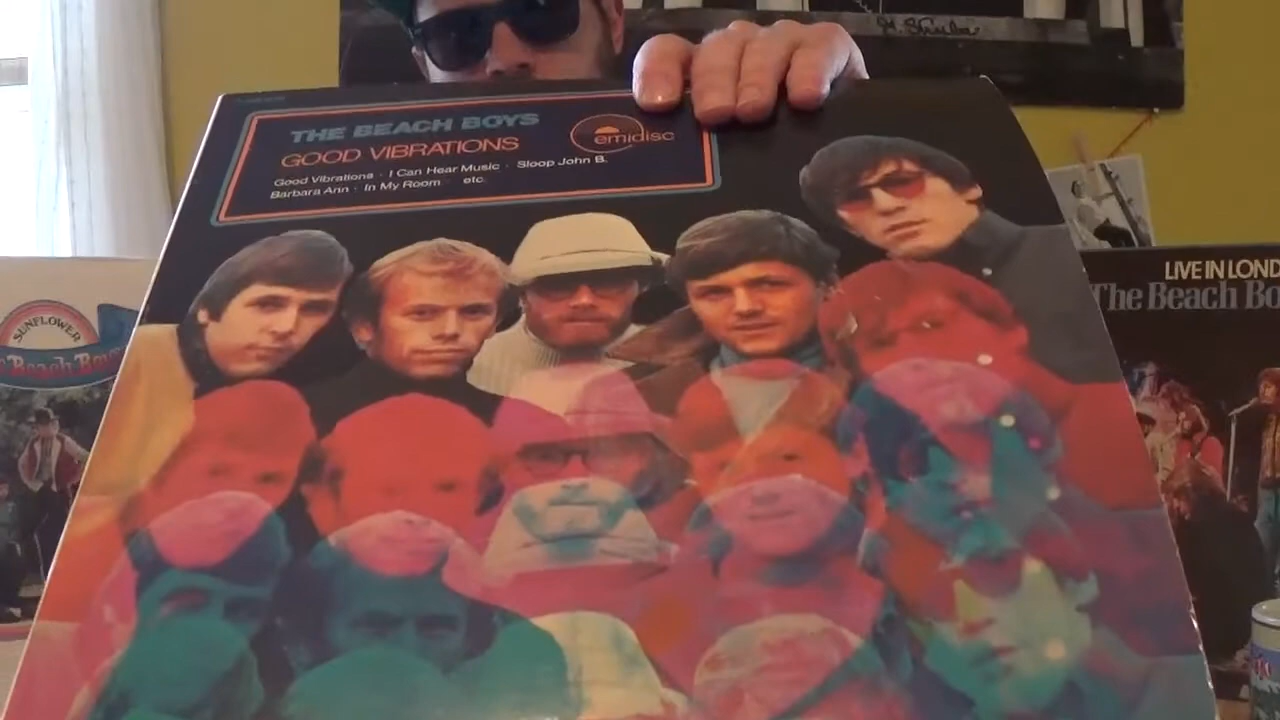 THE BEACH BOYS
GOOD VIBRATIONS
emidisc
Good Vibrations · I Can Hear Music · Sloop John B.
Barbara Ann · In My Room etc.
SUNFLOWER
Beach Boys
LIVE IN LOND
The Beach Bo